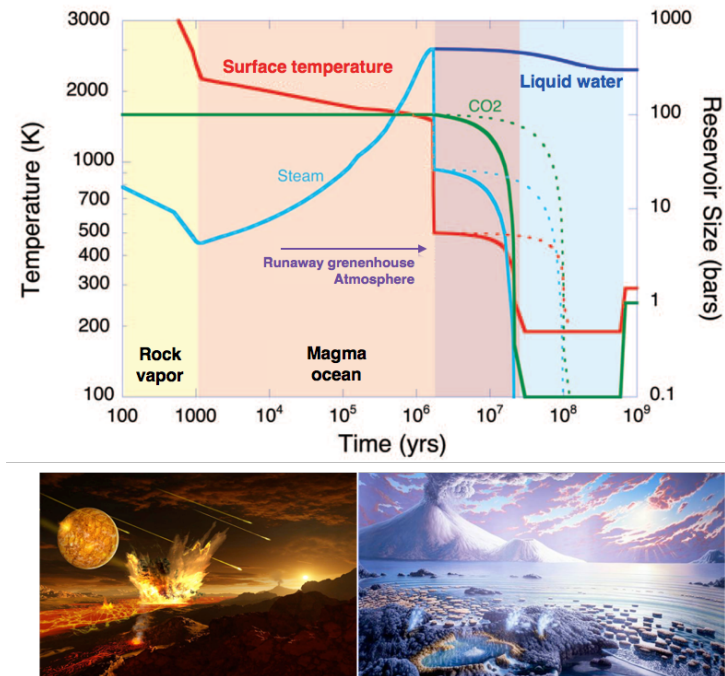 3000
2000
1000
700
500
400
300
200
100
Temperature (K)
1000
100
10
1
0.1
Reservoir Size (bars)
Surface temperature
Liquid water
CO2
Steam
Runaway grenenhouse
Atmosphere
Rock
vapor
Magma
ocean
100
1000
10⁴
10⁵
10⁶
10⁷
10⁸
10⁹
Time (yrs)